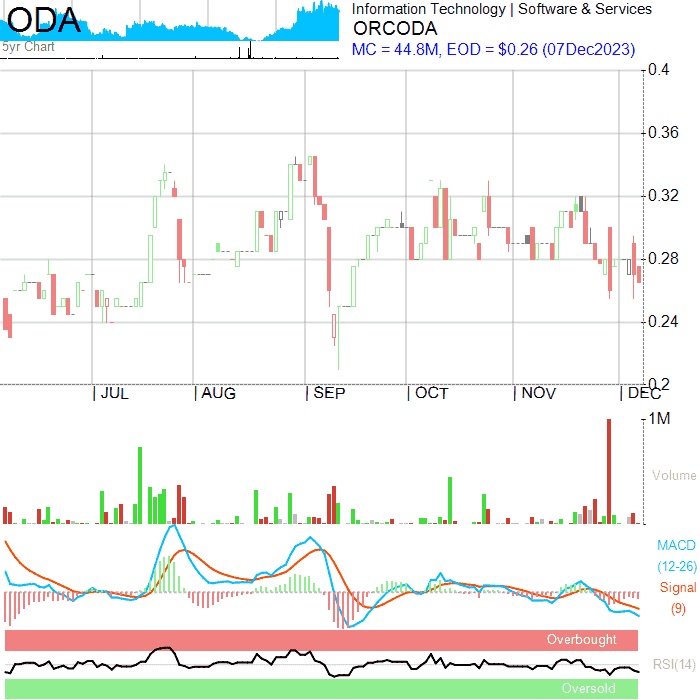 ODA
5yr Chart
Information Technology | Software & Services
ORCODA
MC = 44.8M, EOD = $0.26 (07Dec2023)
0.4
0.36
0.32
0.28
0.24
0.2
| JUL | AUG | SEP | OCT | NOV | DEC
1M
Volume
MACD
(12-26)
Signal
(9)
Overbought
RSI(14)
Oversold